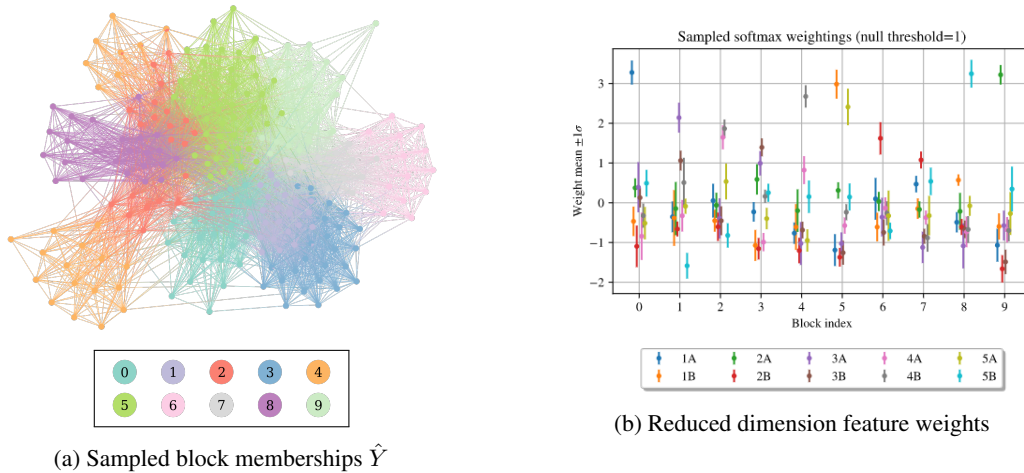 0 1 2 3 4
5 6 7 8 9
(a) Sampled block memberships Ŷ
Sampled softmax weightings (null threshold=1)
Weight mean ±1σ
3
2
1
0
−1
−2
0 1 2 3 4 5 6 7 8 9
Block index
1A 2A 3A 4A 5A
1B 2B 3B 4B 5B
(b) Reduced dimension feature weights